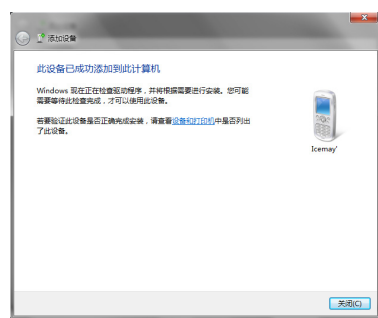 添加设备
此设备已成功添加到此计算机
Windows 现在正在检查驱动程序，并将根据需要进行安装。您可能
需要等待此检查完成，才可以使用此设备。
若要验证此设备是否正确完成安装，请查看设备和打印机中是否列出
了此设备。
Icemay'
关闭(C)